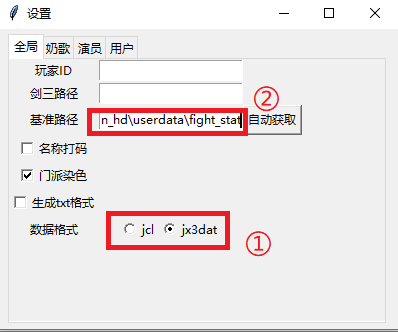 设置
全局 奶歌 演员 用户
玩家ID
剑三路径
②
基准路径 n_hd\userdata\fight_stat 自动获取
名称打码
门派染色
生成txt格式
数据格式 jcl jx3dat
①